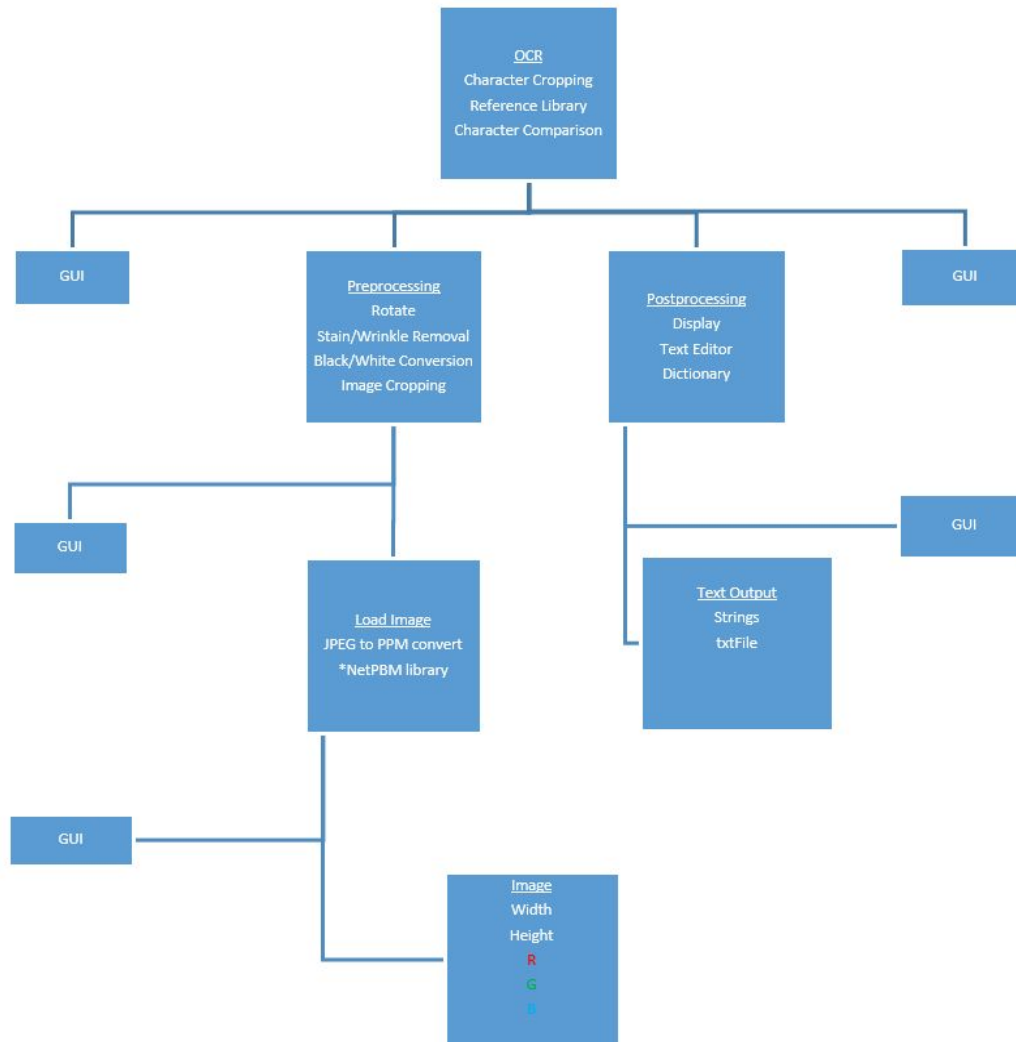 OCR
Character Cropping
Reference Library
Character Comparison
GUI
Preprocessing
Rotate
Stain/Wrinkle Removal
Black/White Conversion
Image Cropping
Postprocessing
Display
Text Editor
Dictionary
GUI
GUI
Load Image
JPEG to PPM convert
*NetPBM library
GUI
Text Output
Strings
txtFile
GUI
Image
Width
Height
R
G
B